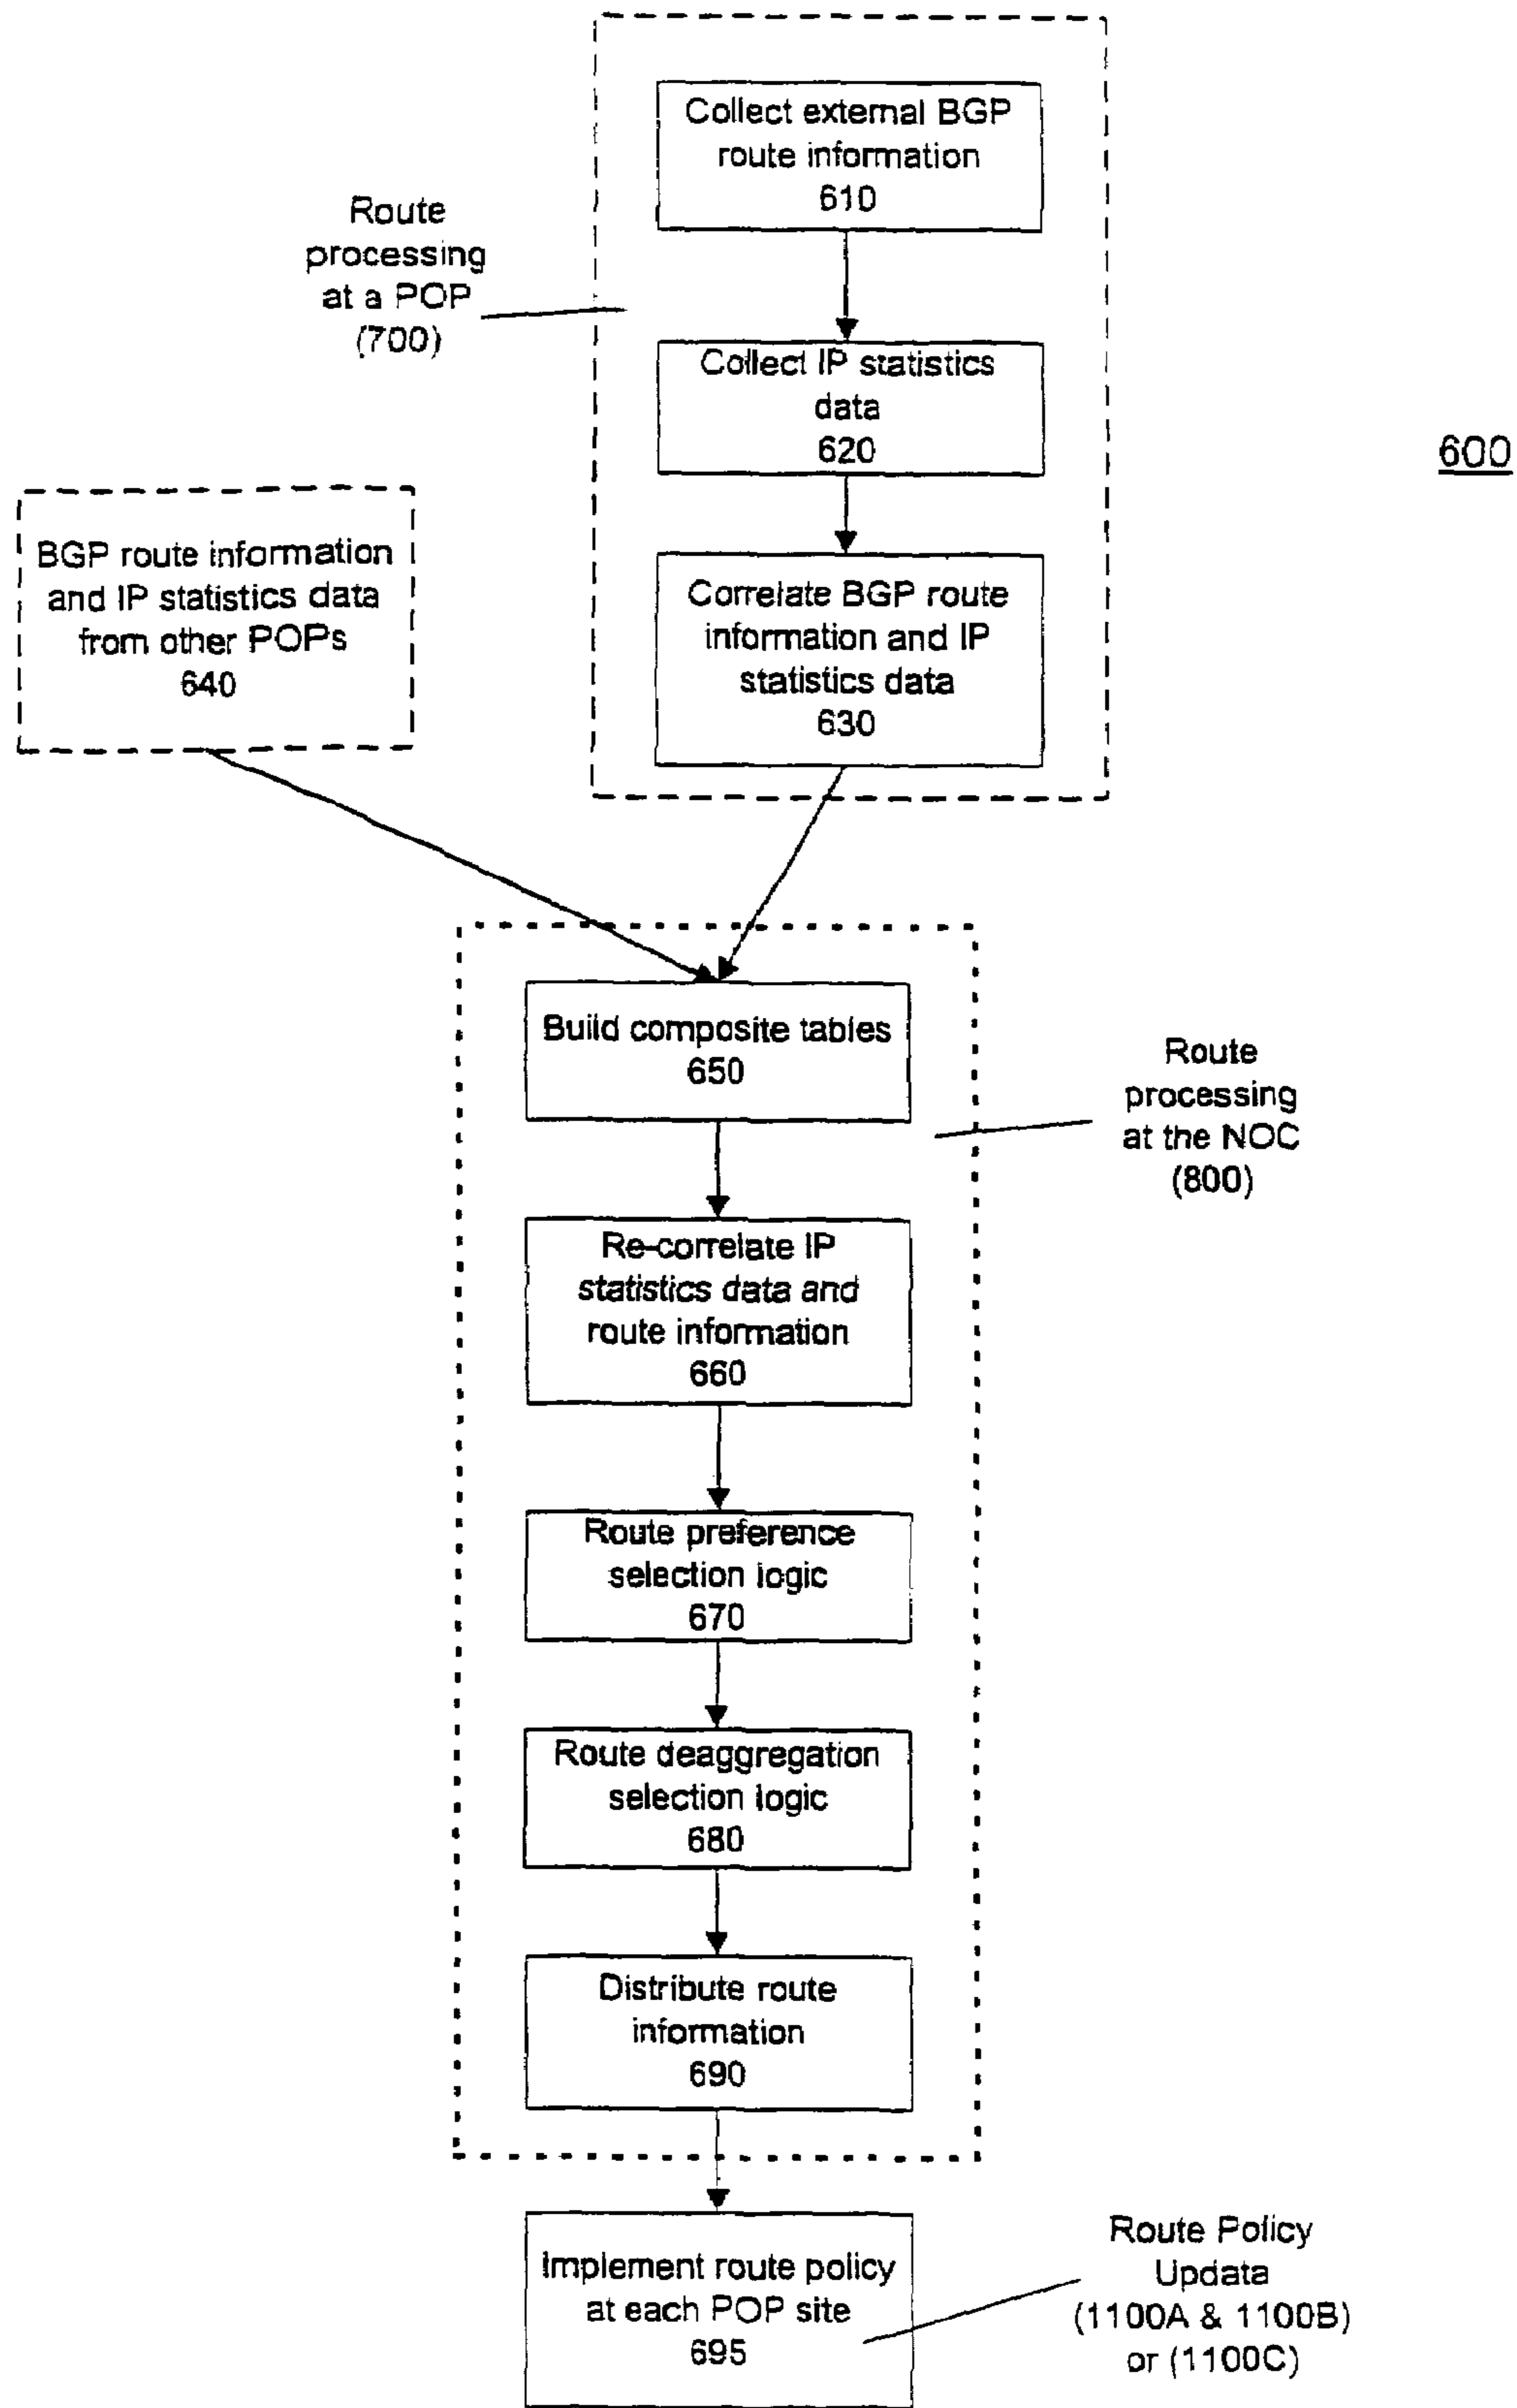 Collect external BGP
route information
610
Route
processing
at a POP
(700)
Collect IP statistics
data
620
600
BGP route information
and IP statistics data
from other POPs
640
Correlate BGP route
information and IP
statistics data
630
Build composite tables
650
Route
processing
at the NOC
(800)
Re-correlate IP
statistics data and
route information
660
Route preference
selection logic
670
Route deaggregation
selection logic
680
Distribute route
information
690
Implement route policy
at each POP site
695
Route Policy
Updata
(1100A & 1100B)
or (1100C)